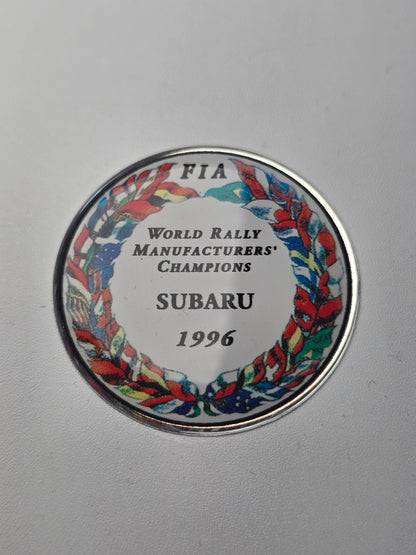 FIA
WORLD RALLY
MANUFACTURERS'
CHAMPIONS
SUBARU
1996